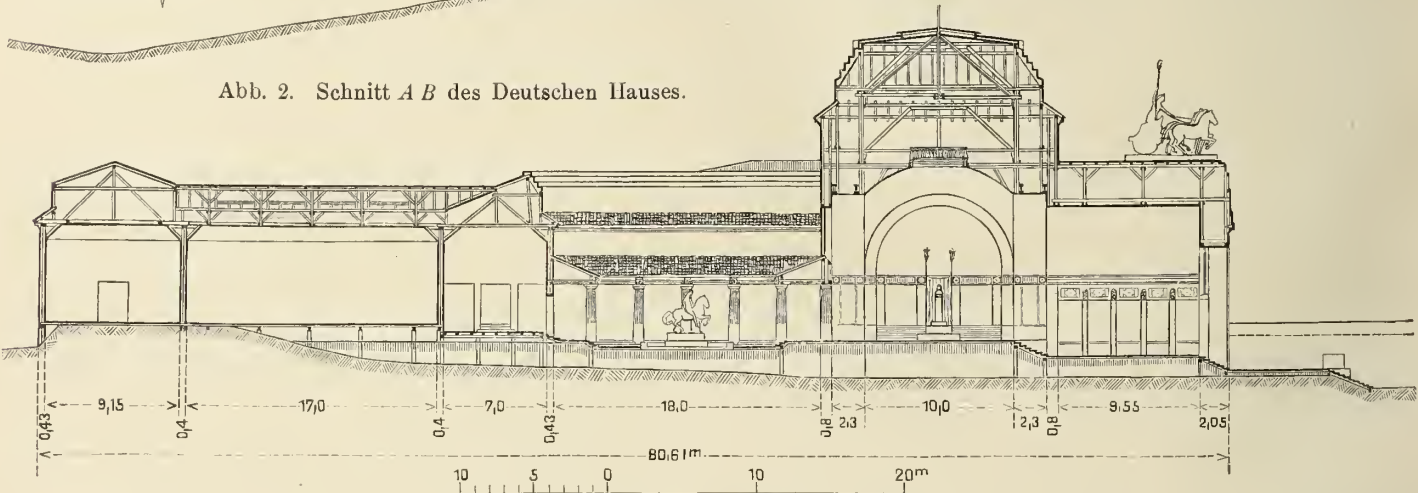 Abb. 2. Schnitt A B des Deutschen Hauses.
0,43 9,15 0,4 17,0 0,4 7,0 0,43 18,0 0,8 2,3 10,0 2,3 0,8 9,55 2,05
80,61m
10 5 0 10 20m